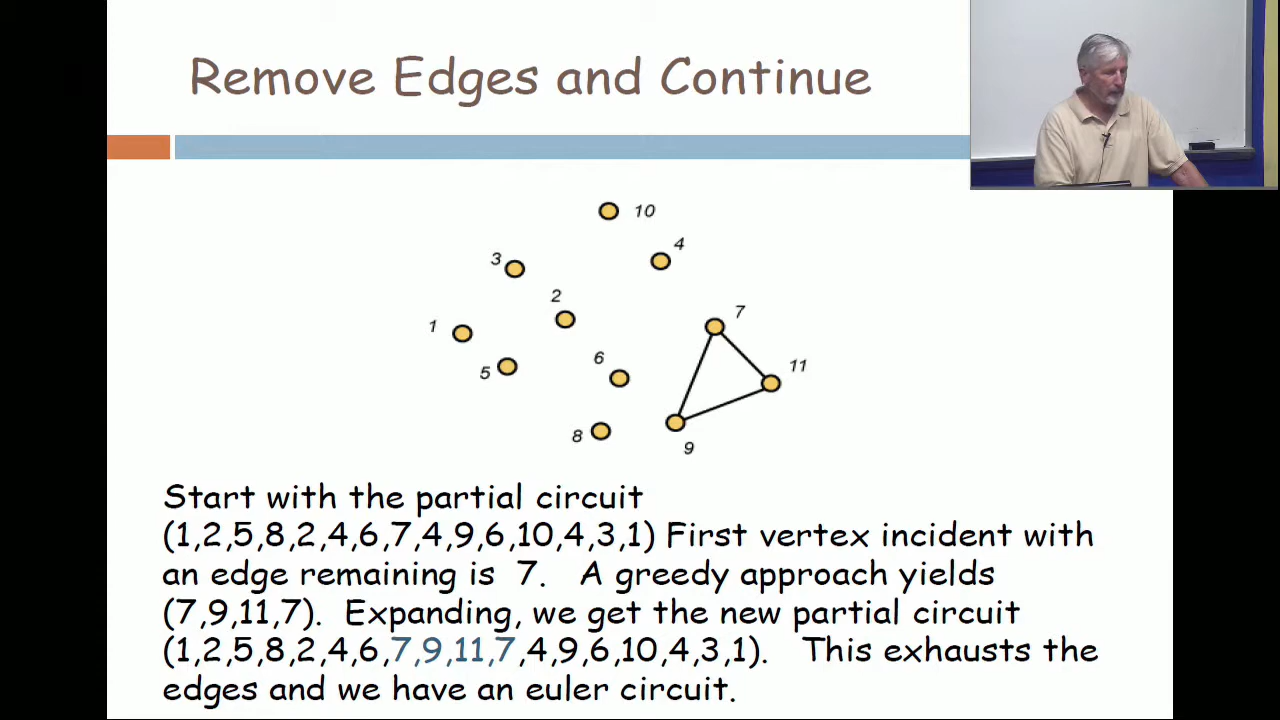 Remove Edges and Continue
10
4
3
2
7
1
6
11
5
8
9
Start with the partial circuit
(1,2,5,8,2,4,6,7,4,9,6,10,4,3,1) First vertex incident with
an edge remaining is 7. A greedy approach yields
(7,9,11,7). Expanding, we get the new partial circuit
(1,2,5,8,2,4,6,7,9,11,7,4,9,6,10,4,3,1). This exhausts the
edges and we have an euler circuit.